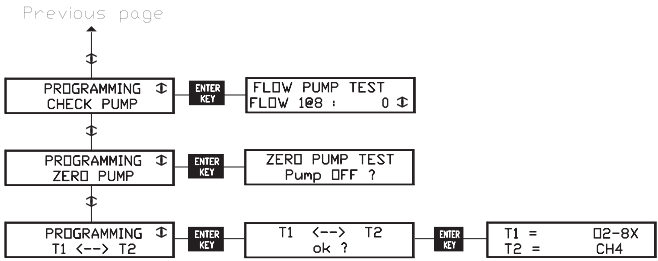 Previous page
PROGRAMMING
CHECK PUMP
ENTER
KEY
FLOW PUMP TEST
FLOW 1@8 : 0
PROGRAMMING
ZERO PUMP
ENTER
KEY
ZERO PUMP TEST
Pump OFF ?
PROGRAMMING
T1 <--> T2
ENTER
KEY
T1 <--> T2
ok ?
ENTER
KEY
T1 = O2-8X
T2 = CH4